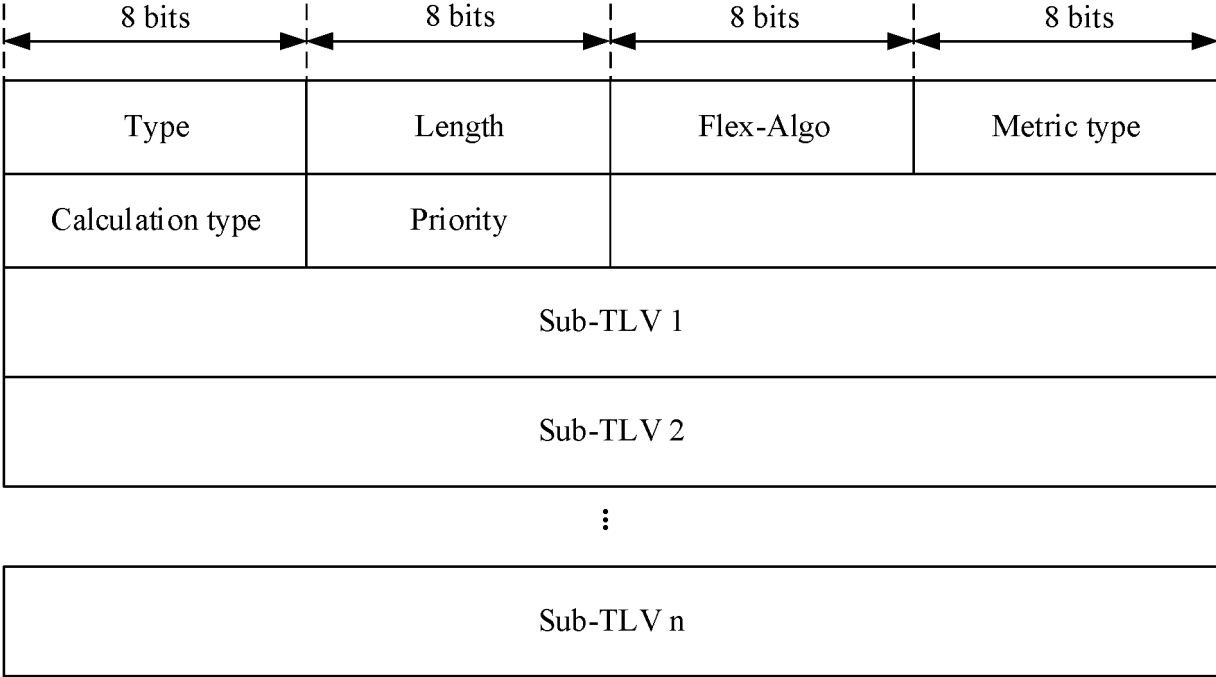 8 bits 8 bits 8 bits 8 bits
Type Length Flex-Algo Metric type
Calculation type Priority
Sub-TLV 1
Sub-TLV 2
⋮
Sub-TLV n